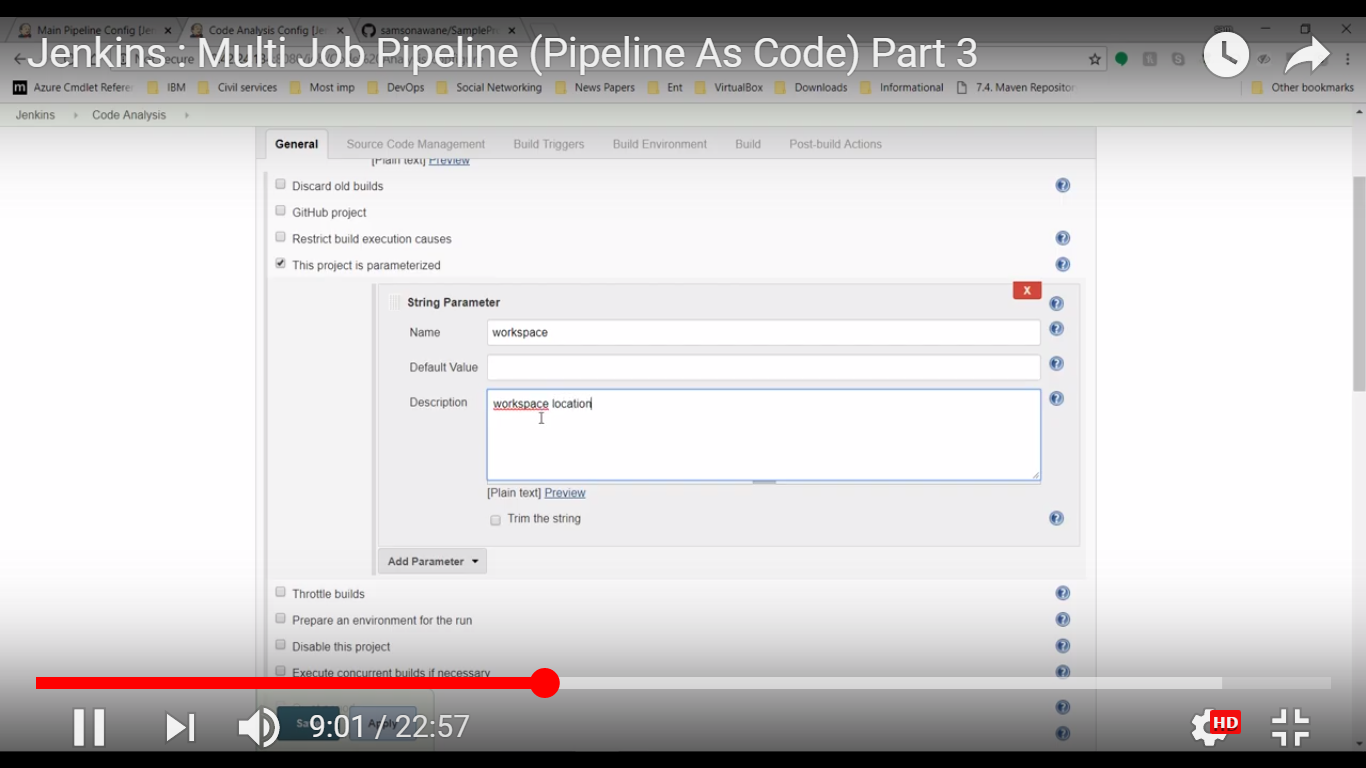 Main Pipeline Config [Jen
Code Analysis Config [Je
samsonawane/SamplePr
Jenkins : Multi Job Pipeline (Pipeline As Code) Part 3
m Azure Cmdlet Refere IBM Civil services Most imp DevOps Social Networking News Papers Ent VirtualBox Downloads Informational 7.4. Maven Repositor Other bookmarks
Jenkins Code Analysis
General Source Code Management Build Triggers Build Environment Build Post-build Actions
[Plain text] Preview
Discard old builds
GitHub project
Restrict build execution causes
This project is parameterized
String Parameter X
Name workspace
Default Value
Description workspace location
[Plain text] Preview
Trim the string
Add Parameter
Throttle builds
Prepare an environment for the run
Disable this project
Execute concurrent builds if necessary
Apply
9:01 / 22:57 HD